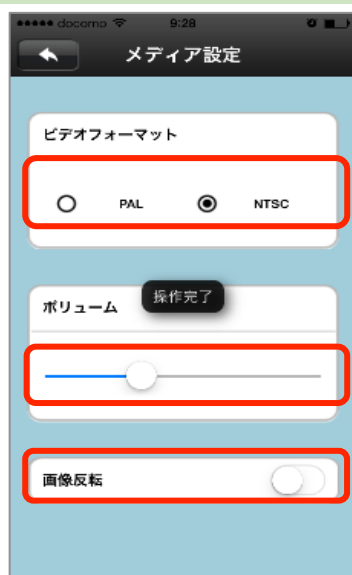 docomo 9:28
メディア設定
ビデオフォーマット
PAL NTSC
操作完了
ボリューム
画像反転